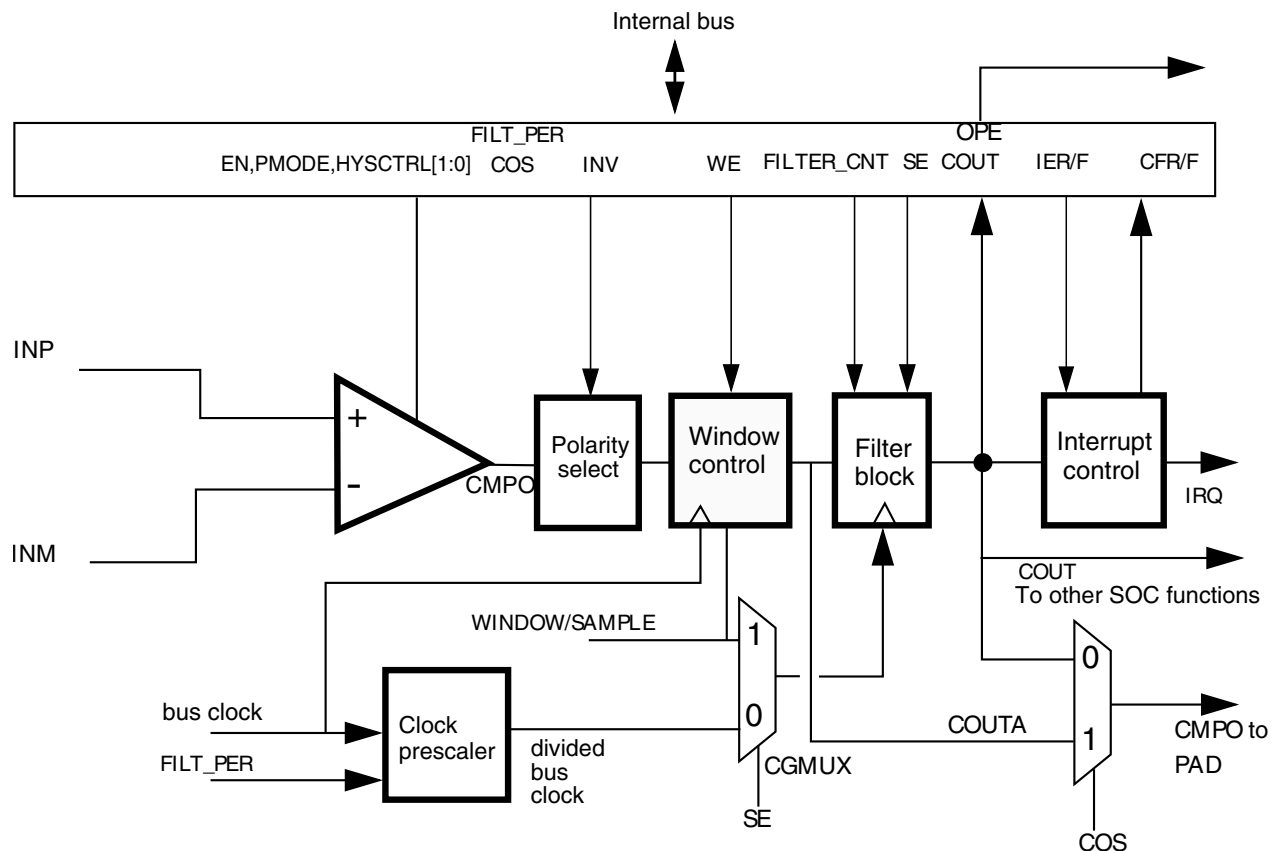 Internal bus
FILT_PER
OPE
EN,PMODE,HYSCTRL[1:0]
COS
INV
WE
FILTER_CNT
SE
COUT
IER/F
CFR/F
INP
+
-
INM
CMPO
Polarity
select
Window
control
Filter
block
Interrupt
control
IRQ
COUT
To other SOC functions
WINDOW/SAMPLE
1
0
CGMUX
SE
bus clock
FILT_PER
Clock
prescaler
divided
bus
clock
COUTA
0
1
CMPO to
PAD
COS